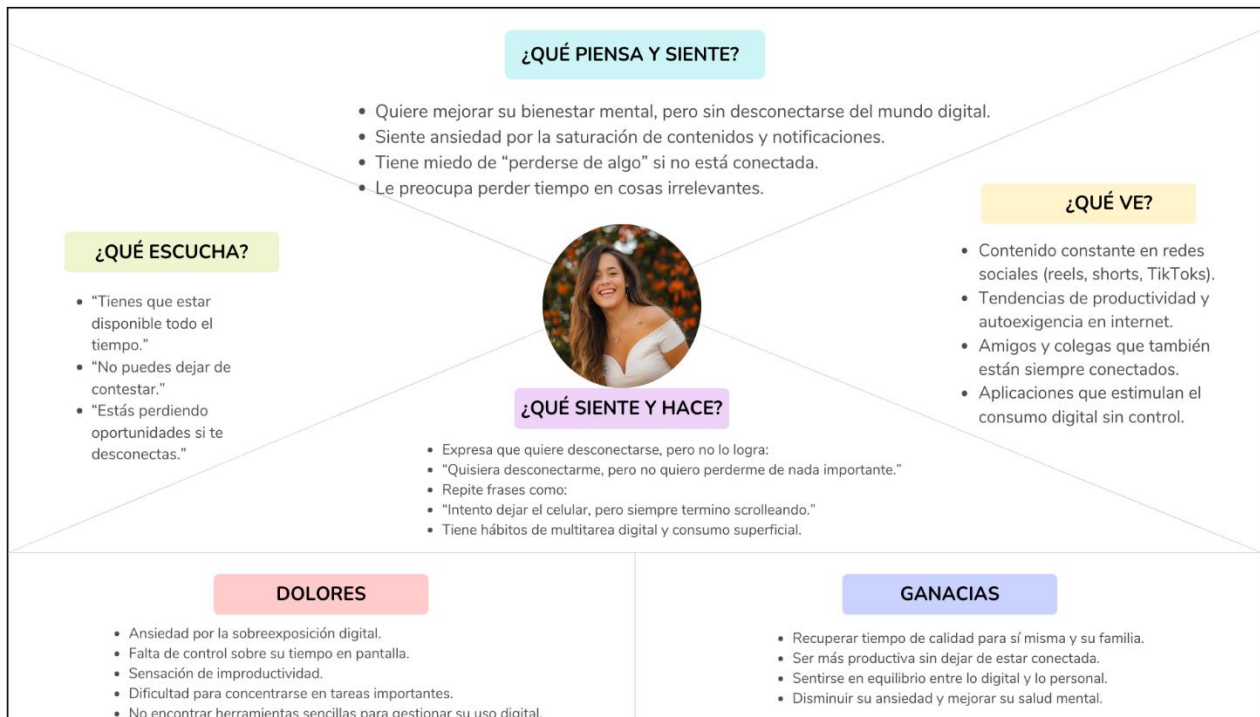 ¿QUÉ PIENSA Y SIENTE?
• Quiere mejorar su bienestar mental, pero sin desconectarse del mundo digital.
• Siente ansiedad por la saturación de contenidos y notificaciones.
• Tiene miedo de “perderse de algo” si no está conectada.
• Le preocupa perder tiempo en cosas irrelevantes.
¿QUÉ ESCUCHA?
• “Tienes que estar
disponible todo el
tiempo.”
• “No puedes dejar de
contestar.”
• “Estás perdiendo
oportunidades si te
desconectas.”
¿QUÉ VE?
• Contenido constante en redes
sociales (reels, shorts, TikToks).
• Tendencias de productividad y
autoexigencia en internet.
• Amigos y colegas que también
están siempre conectados.
• Aplicaciones que estimulan el
consumo digital sin control.
¿QUÉ SIENTE Y HACE?
• Expresa que quiere desconectarse, pero no lo logra:
• “Quisiera desconectarme, pero no quiero perderme de nada importante.”
• Repite frases como:
• “Intento dejar el celular, pero siempre termino scrolleando.”
• Tiene hábitos de multitarea digital y consumo superficial.
DOLORES
• Ansiedad por la sobreexposición digital.
• Falta de control sobre su tiempo en pantalla.
• Sensación de improductividad.
• Dificultad para concentrarse en tareas importantes.
• No encontrar herramientas sencillas para gestionar su uso digital.
GANACIAS
• Recuperar tiempo de calidad para sí misma y su familia.
• Ser más productiva sin dejar de estar conectada.
• Sentirse en equilibrio entre lo digital y lo personal.
• Disminuir su ansiedad y mejorar su salud mental.